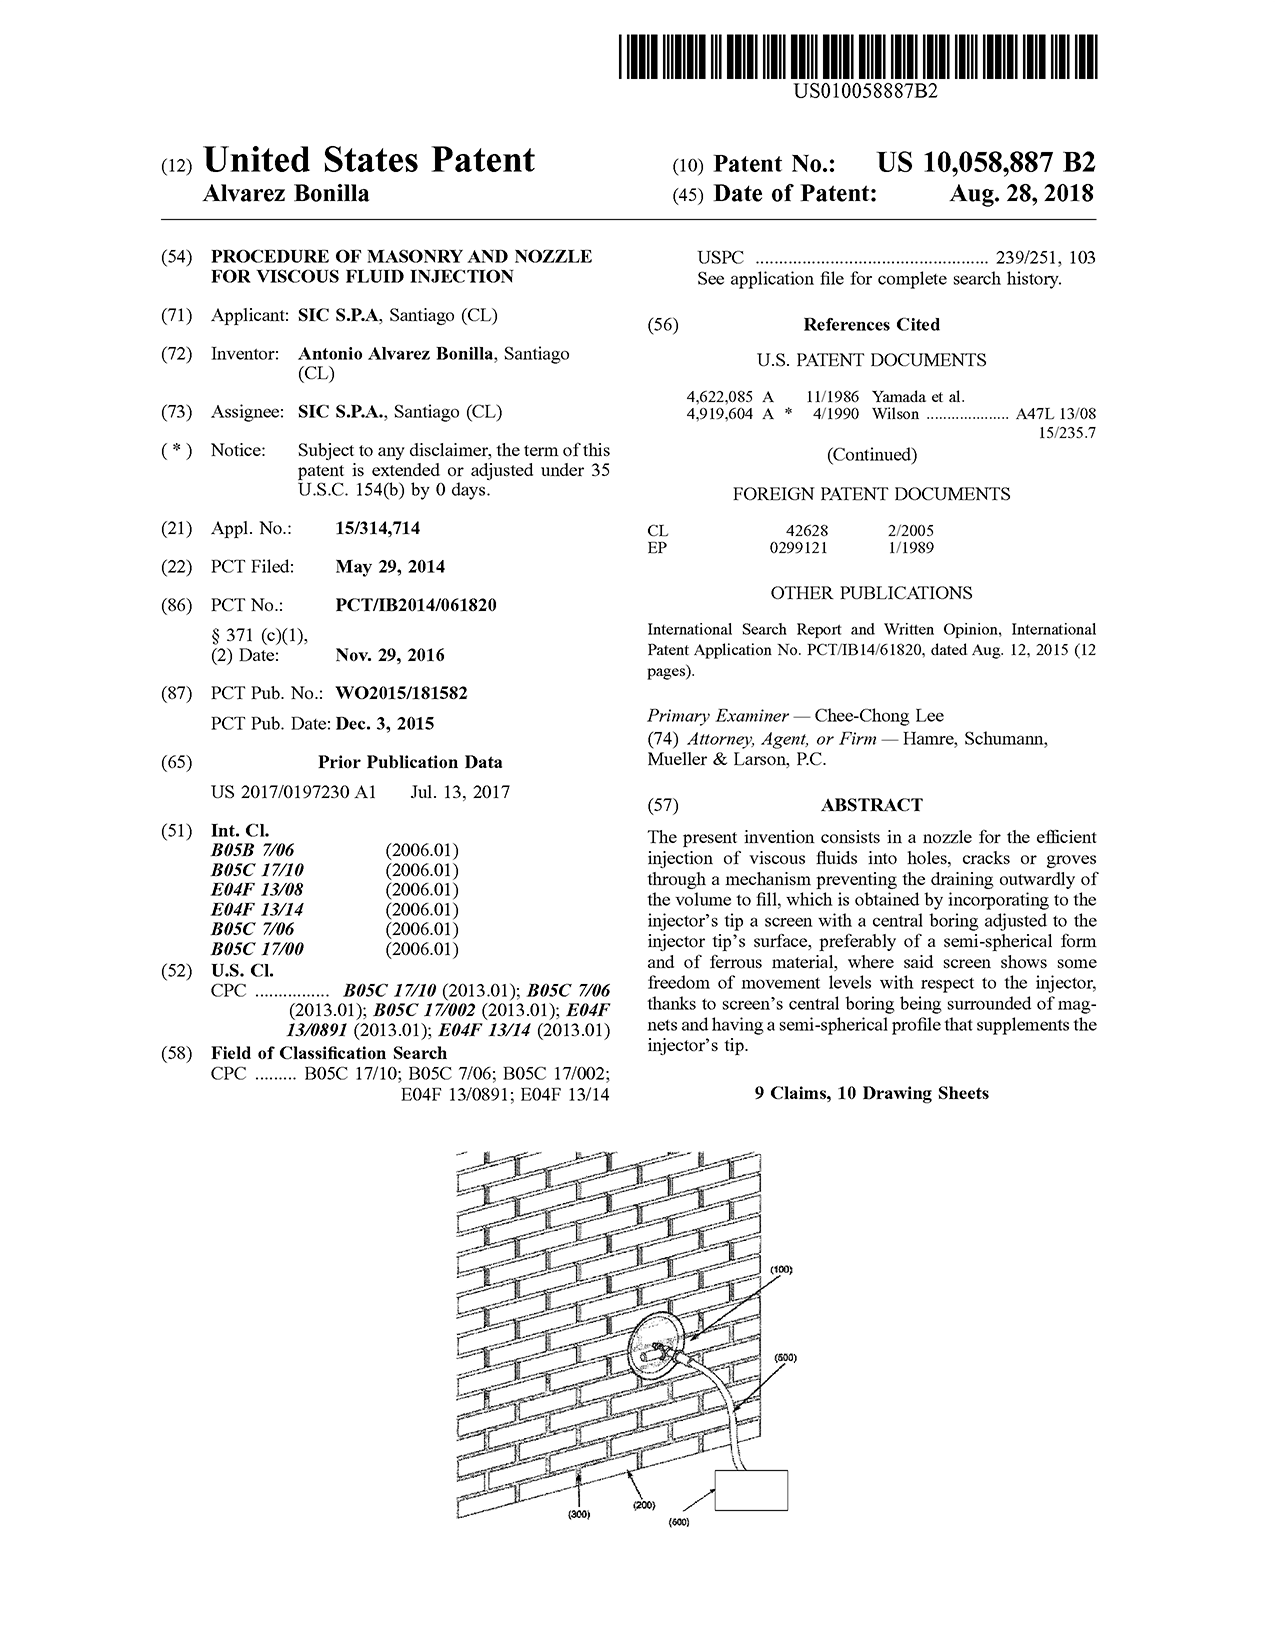 US010058887B2
(12) United States Patent
Alvarez Bonilla
(10) Patent No.: US 10,058,887 B2
(45) Date of Patent: Aug. 28, 2018
(54) PROCEDURE OF MASONRY AND NOZZLE
FOR VISCOUS FLUID INJECTION
(71) Applicant: SIC S.P.A, Santiago (CL)
(72) Inventor: Antonio Alvarez Bonilla, Santiago
(CL)
(73) Assignee: SIC S.P.A., Santiago (CL)
( * ) Notice: Subject to any disclaimer, the term of this
patent is extended or adjusted under 35
U.S.C. 154(b) by 0 days.
(21) Appl. No.: 15/314,714
(22) PCT Filed: May 29, 2014
(86) PCT No.: PCT/IB2014/061820
§ 371 (c)(1),
(2) Date: Nov. 29, 2016
(87) PCT Pub. No.: WO2015/181582
PCT Pub. Date: Dec. 3, 2015
(65) Prior Publication Data
US 2017/0197230 A1 Jul. 13, 2017
(51) Int. Cl.
B05B 7/06 (2006.01)
B05C 17/10 (2006.01)
E04F 13/08 (2006.01)
E04F 13/14 (2006.01)
B05C 7/06 (2006.01)
B05C 17/00 (2006.01)
(52) U.S. Cl.
CPC ................ B05C 17/10 (2013.01); B05C 7/06
(2013.01); B05C 17/002 (2013.01); E04F
13/0891 (2013.01); E04F 13/14 (2013.01)
(58) Field of Classification Search
CPC ......... B05C 17/10; B05C 7/06; B05C 17/002;
E04F 13/0891; E04F 13/14
USPC .................................................. 239/251, 103
See application file for complete search history.
(56) References Cited
U.S. PATENT DOCUMENTS
4,622,085 A 11/1986 Yamada et al.
4,919,604 A * 4/1990 Wilson .................... A47L 13/08
15/235.7
(Continued)
FOREIGN PATENT DOCUMENTS
CL 42628 2/2005
EP 0299121 1/1989
OTHER PUBLICATIONS
International Search Report and Written Opinion, International
Patent Application No. PCT/IB14/61820, dated Aug. 12, 2015 (12
pages).
Primary Examiner — Chee-Chong Lee
(74) Attorney, Agent, or Firm — Hamre, Schumann,
Mueller & Larson, P.C.
(57) ABSTRACT
The present invention consists in a nozzle for the efficient
injection of viscous fluids into holes, cracks or groves
through a mechanism preventing the draining outwardly of
the volume to fill, which is obtained by incorporating to the
injector's tip a screen with a central boring adjusted to the
injector tip's surface, preferably of a semi-spherical form
and of ferrous material, where said screen shows some
freedom of movement levels with respect to the injector,
thanks to screen's central boring being surrounded of mag-
nets and having a semi-spherical profile that supplements the
injector's tip.
9 Claims, 10 Drawing Sheets
(100)
(500)
(300)
(200)
(600)